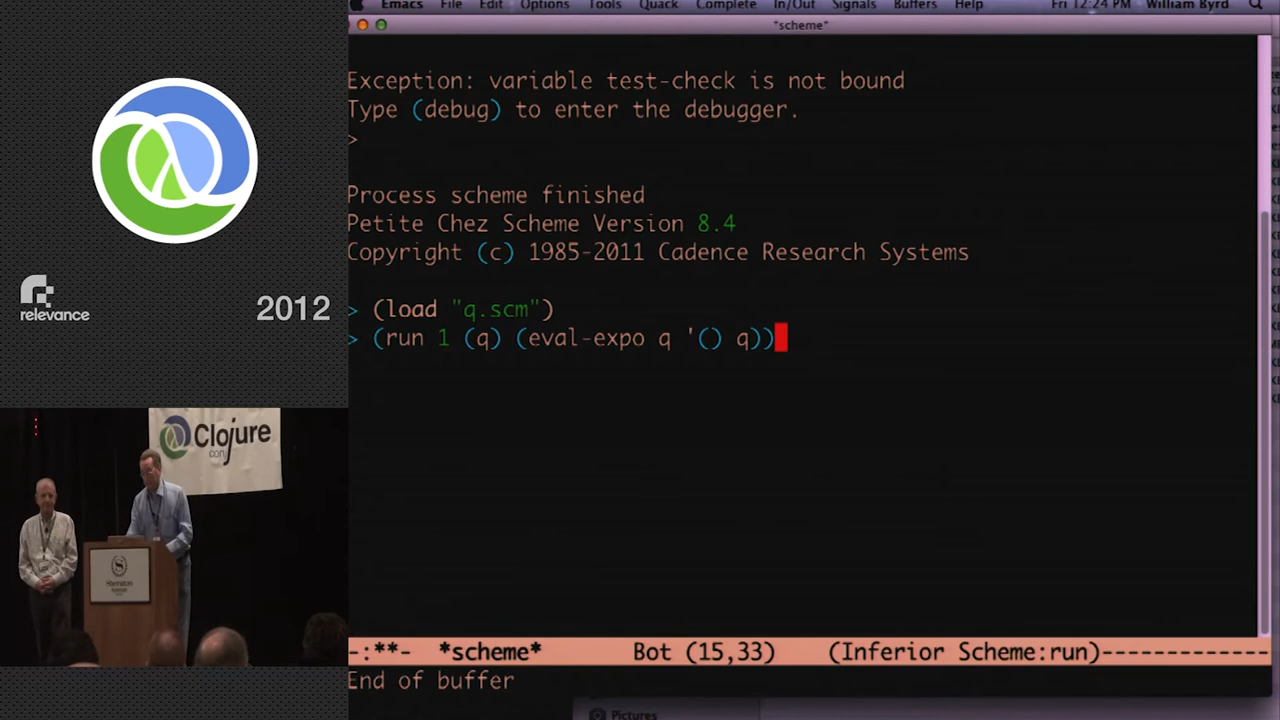 Emacs File Edit Options Tools Quack Complete In/Out Signals Buffers Help Fri 12:24 PM William Byrd
*scheme*
Exception: variable test-check is not bound
Type (debug) to enter the debugger.
>
Process scheme finished
Petite Chez Scheme Version 8.4
Copyright (c) 1985-2011 Cadence Research Systems
> (load "q.scm")
> (run 1 (q) (eval-expo q '() q))
-:**- *scheme* Bot (15,33) (Inferior Scheme:run)-------------
End of buffer
Pictures
relevance
2012
Clojure
con
Sheraton